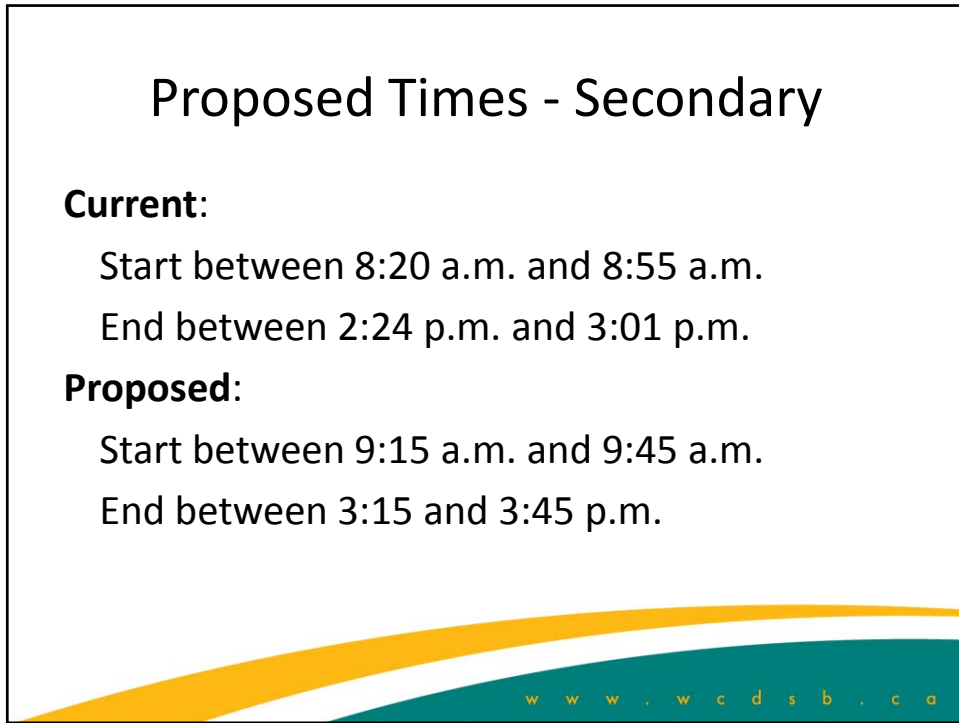 Proposed Times - Secondary
Current:
Start between 8:20 a.m. and 8:55 a.m.
End between 2:24 p.m. and 3:01 p.m.
Proposed:
Start between 9:15 a.m. and 9:45 a.m.
End between 3:15 and 3:45 p.m.
www.wcdsb.ca